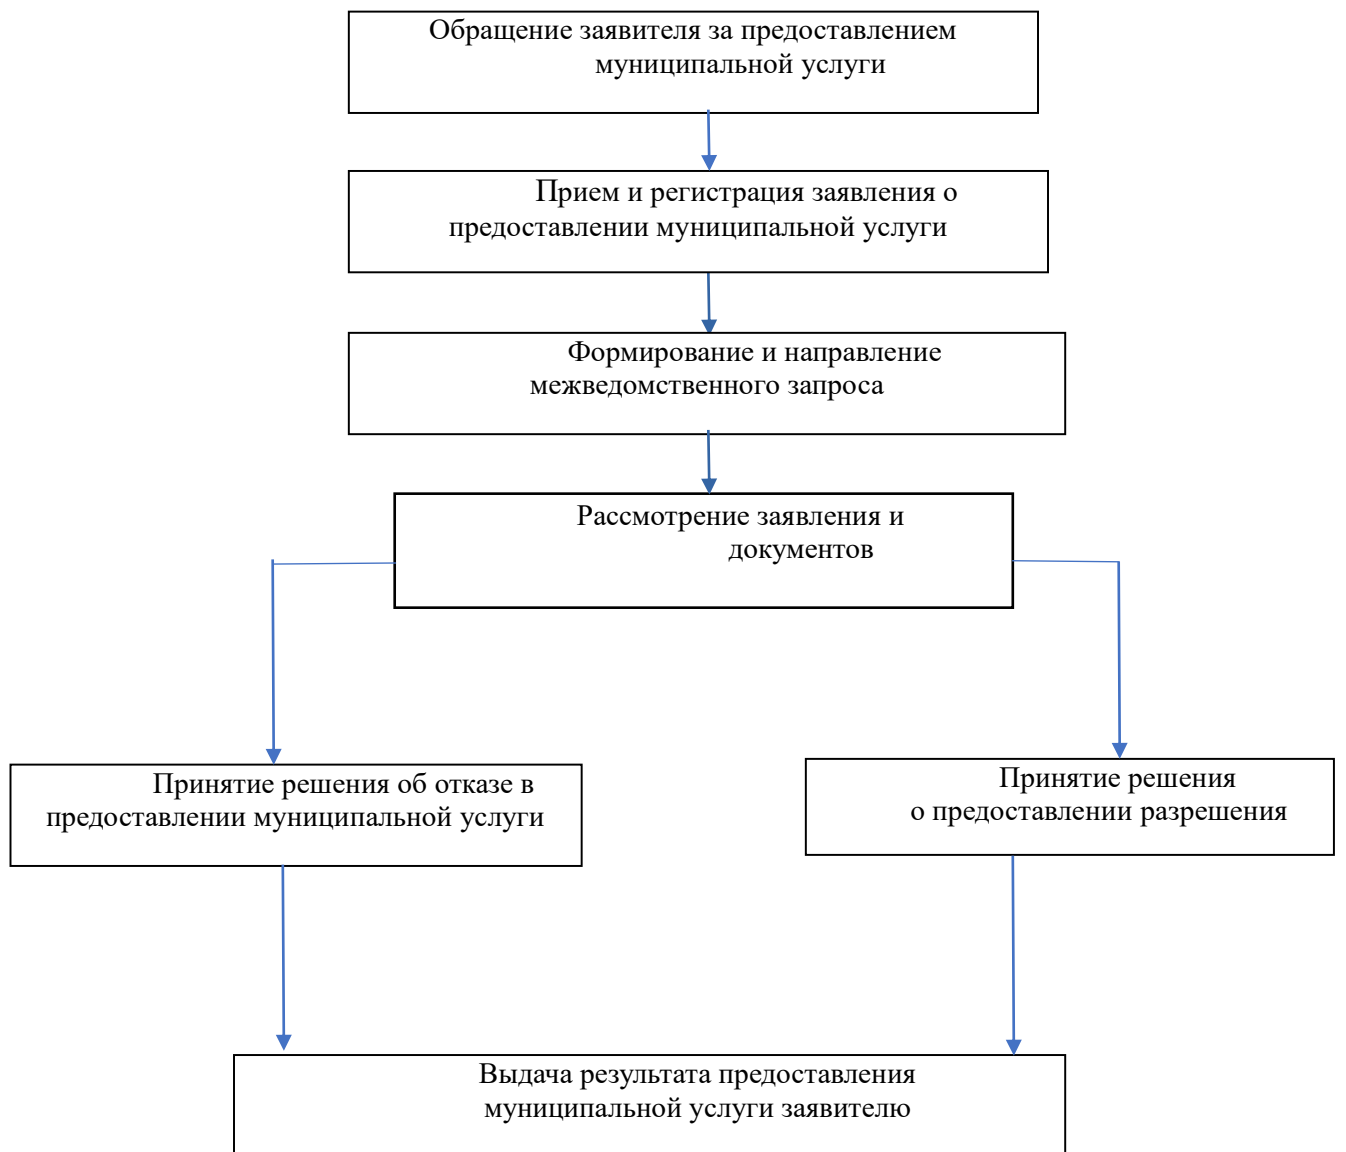 Обращение заявителя за предоставлением
муниципальной услуги
Прием и регистрация заявления о
предоставлении муниципальной услуги
Формирование и направление
межведомственного запроса
Рассмотрение заявления и
документов
Принятие решения об отказе в
предоставлении муниципальной услуги
Принятие решения
о предоставлении разрешения
Выдача результата предоставления
муниципальной услуги заявителю